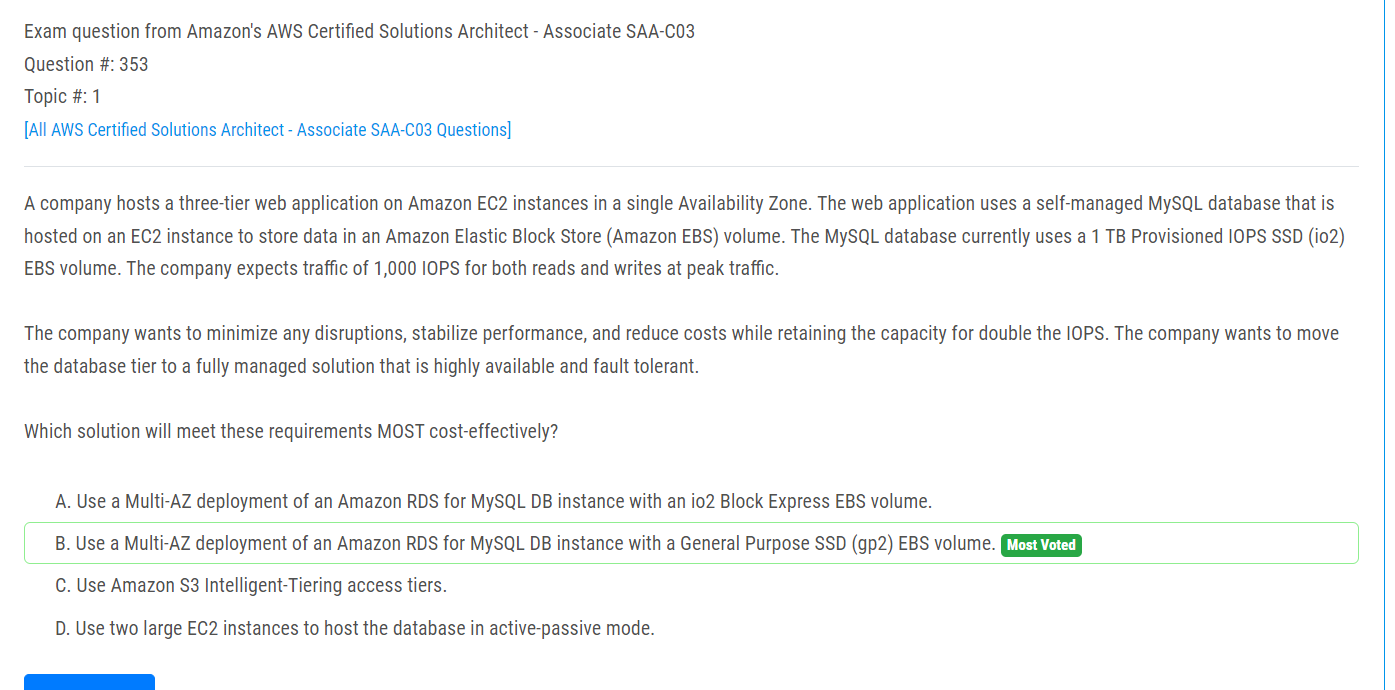 Exam question from Amazon's AWS Certified Solutions Architect - Associate SAA-C03
Question #: 353
Topic #: 1
[All AWS Certified Solutions Architect - Associate SAA-C03 Questions]
A company hosts a three-tier web application on Amazon EC2 instances in a single Availability Zone. The web application uses a self-managed MySQL database that is
hosted on an EC2 instance to store data in an Amazon Elastic Block Store (Amazon EBS) volume. The MySQL database currently uses a 1 TB Provisioned IOPS SSD (io2)
EBS volume. The company expects traffic of 1,000 IOPS for both reads and writes at peak traffic.
The company wants to minimize any disruptions, stabilize performance, and reduce costs while retaining the capacity for double the IOPS. The company wants to move
the database tier to a fully managed solution that is highly available and fault tolerant.
Which solution will meet these requirements MOST cost-effectively?
A. Use a Multi-AZ deployment of an Amazon RDS for MySQL DB instance with an io2 Block Express EBS volume.
B. Use a Multi-AZ deployment of an Amazon RDS for MySQL DB instance with a General Purpose SSD (gp2) EBS volume. Most Voted
C. Use Amazon S3 Intelligent-Tiering access tiers.
D. Use two large EC2 instances to host the database in active-passive mode.